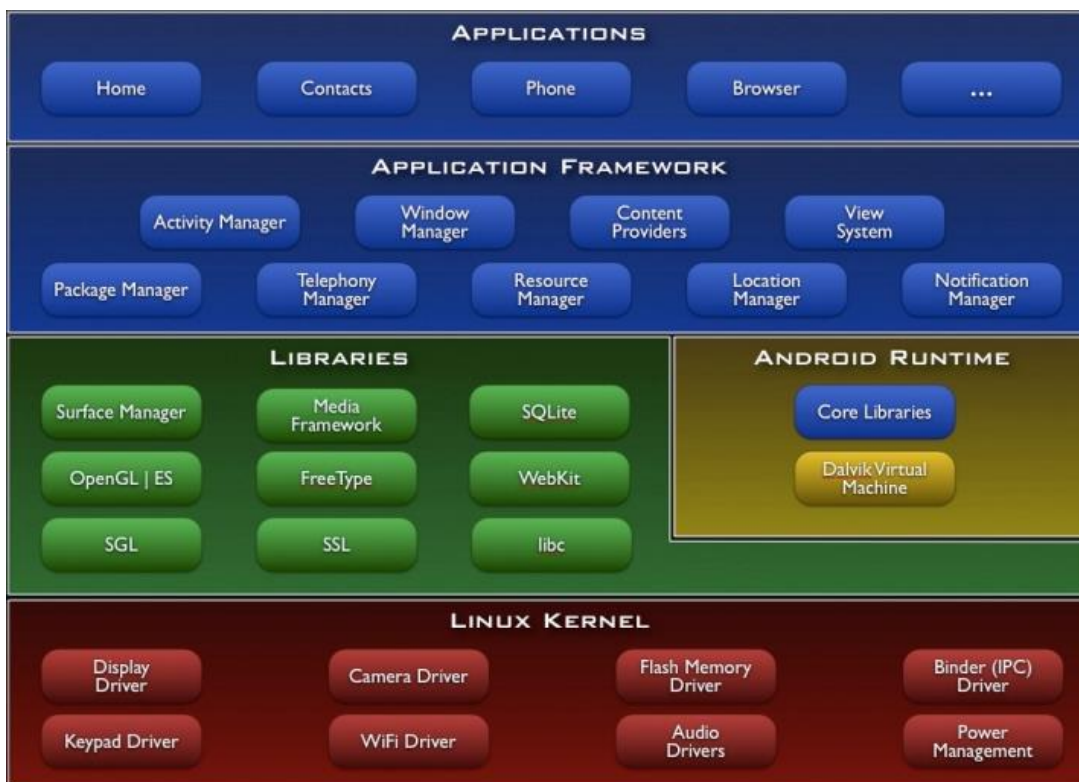 APPLICATIONS
Home
Contacts
Phone
Browser
...
APPLICATION FRAMEWORK
Activity Manager
Window
Manager
Content
Providers
View
System
Package Manager
Telephony
Manager
Resource
Manager
Location
Manager
Notification
Manager
LIBRARIES
Surface Manager
Media
Framework
SQLite
OpenGL | ES
FreeType
WebKit
SGL
SSL
libc
ANDROID RUNTIME
Core Libraries
Dalvik Virtual
Machine
LINUX KERNEL
Display
Driver
Camera Driver
Flash Memory
Driver
Binder (IPC)
Driver
Keypad Driver
WiFi Driver
Audio
Drivers
Power
Management